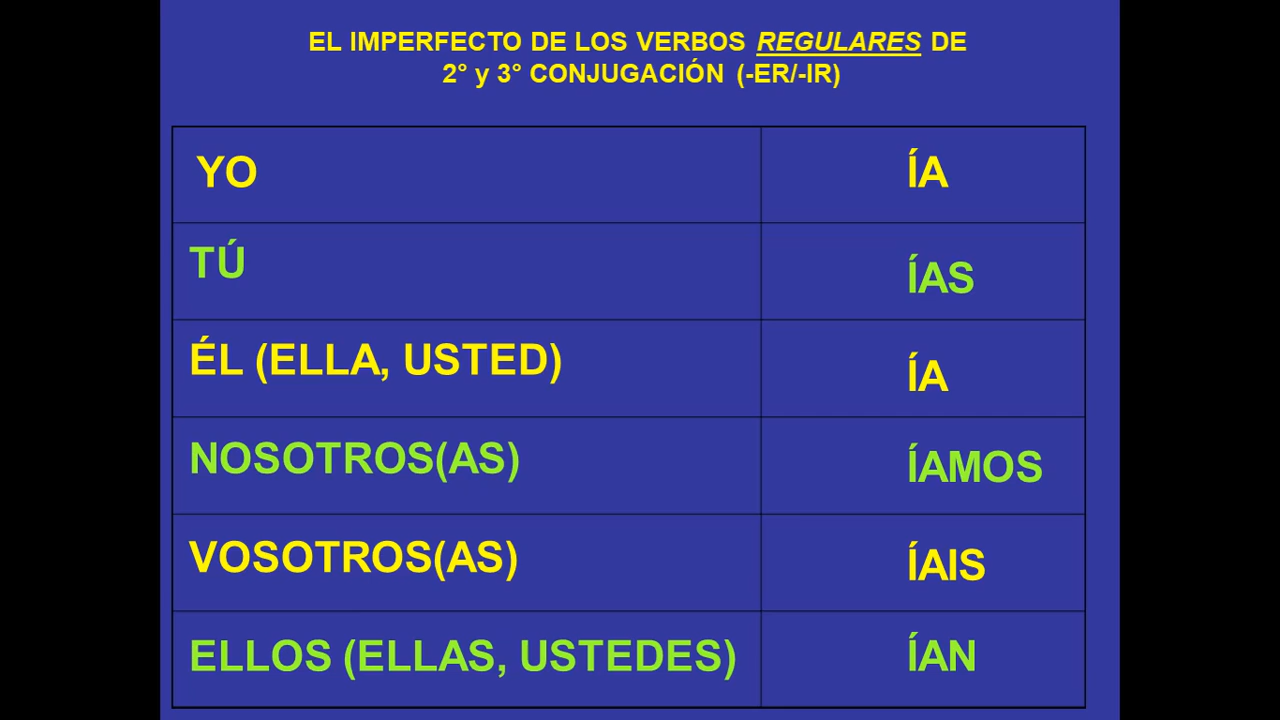 EL IMPERFECTO DE LOS VERBOS REGULARES DE
2° y 3° CONJUGACIÓN (-ER/-IR)
YO ÍA
TÚ ÍAS
ÉL (ELLA, USTED) ÍA
NOSOTROS(AS) ÍAMOS
VOSOTROS(AS) ÍAIS
ELLOS (ELLAS, USTEDES) ÍAN